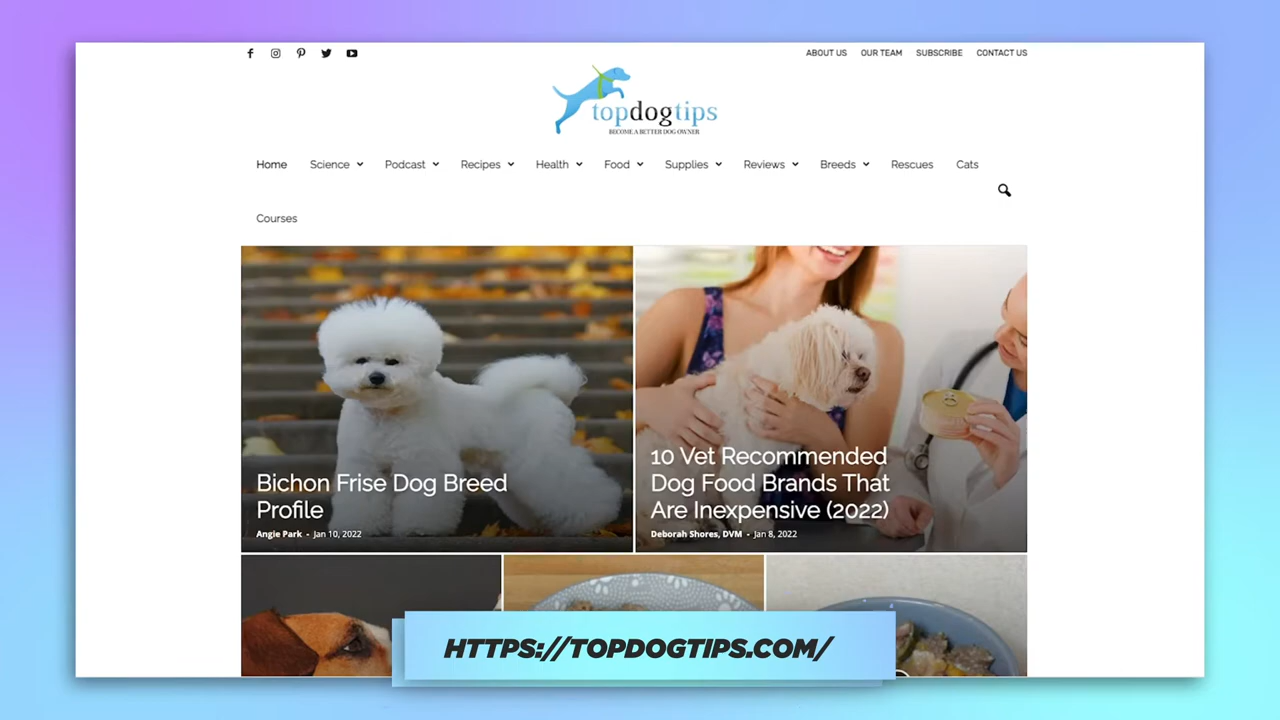 ABOUT US OUR TEAM SUBSCRIBE CONTACT US
topdogtips
BECOME A BETTER DOG OWNER
Home Science Podcast Recipes Health Food Supplies Reviews Breeds Rescues Cats
Courses
Bichon Frise Dog Breed
Profile
Angie Park - Jan 10, 2022
10 Vet Recommended
Dog Food Brands That
Are Inexpensive (2022)
Deborah Shores, DVM - Jan 8, 2022
HTTPS://TOPDOGTIPS.COM/